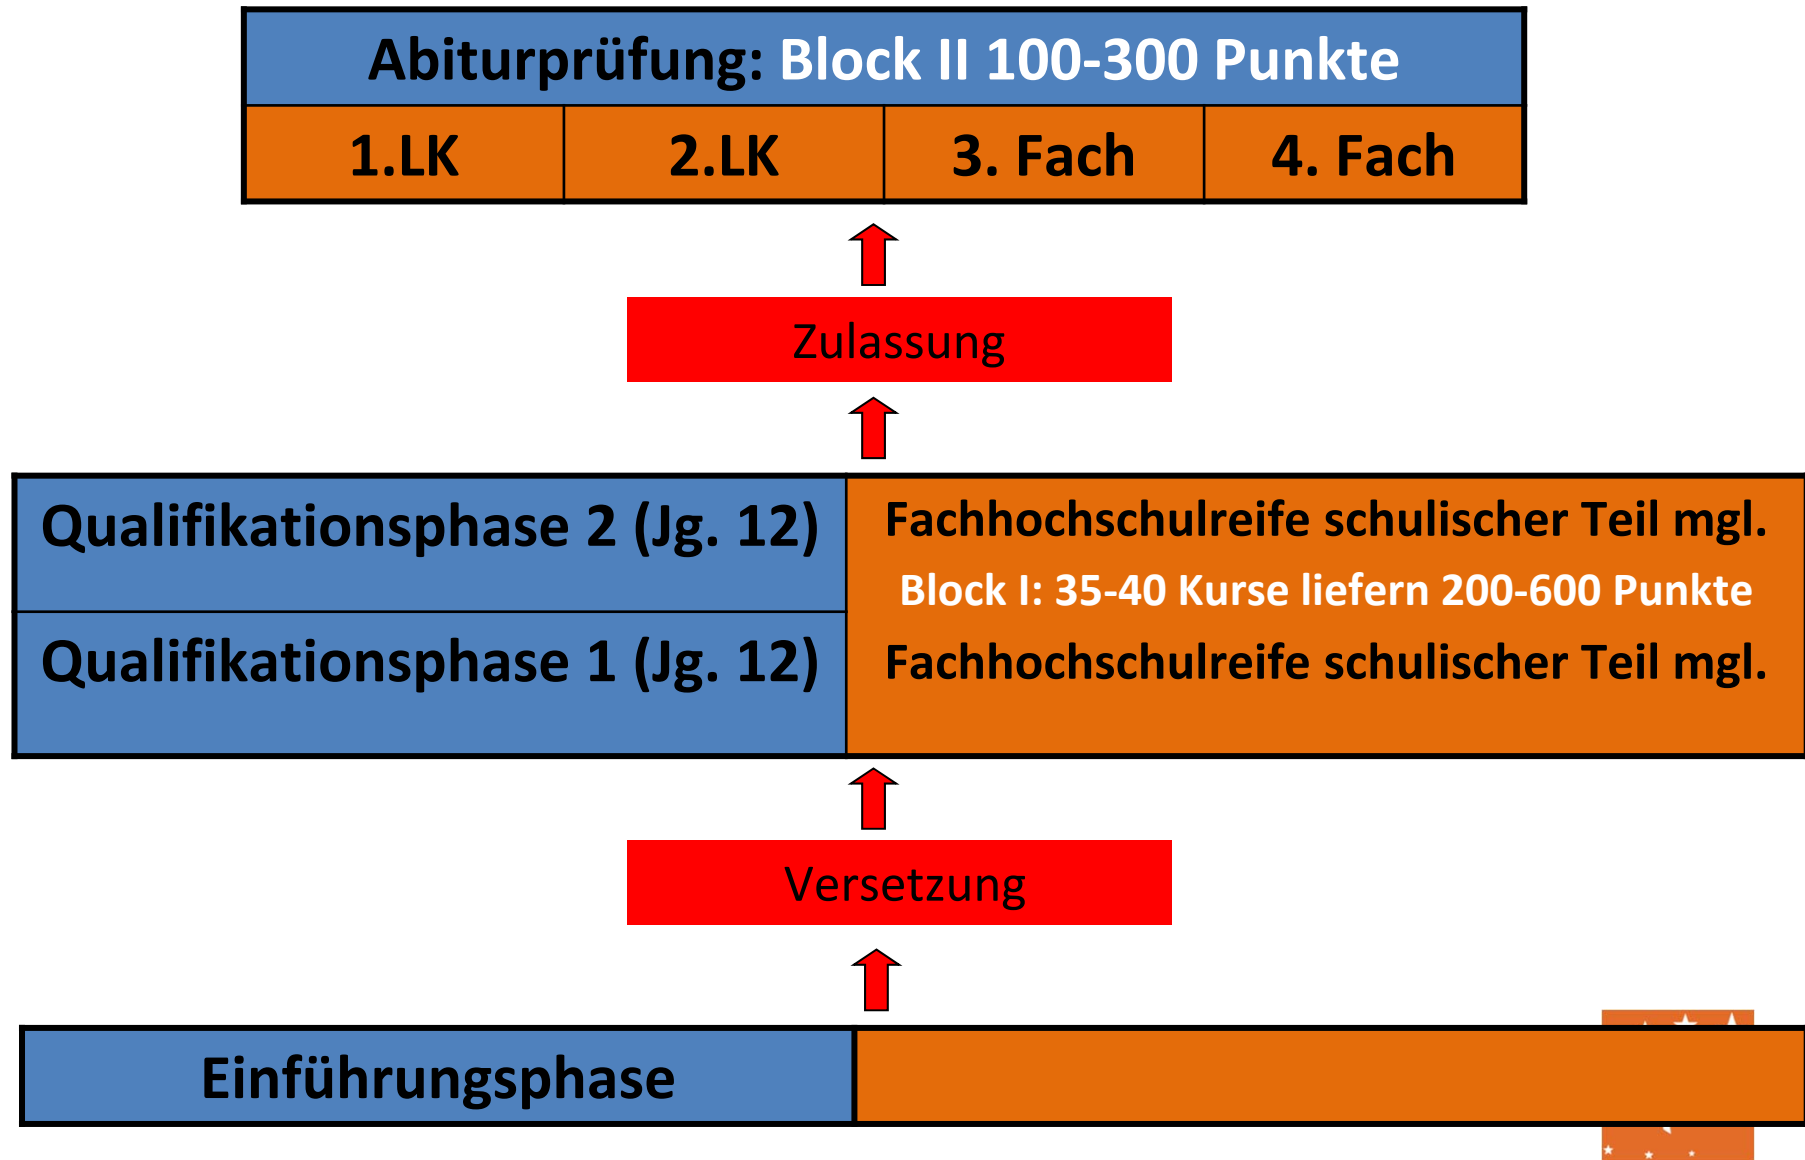 Abiturprüfung: Block II 100-300 Punkte
1.LK 2.LK 3. Fach 4. Fach
Zulassung
Qualifikationsphase 2 (Jg. 12)
Fachhochschulreife schulischer Teil mgl.
Block I: 35-40 Kurse liefern 200-600 Punkte
Qualifikationsphase 1 (Jg. 12)
Fachhochschulreife schulischer Teil mgl.
Versetzung
Einführungsphase